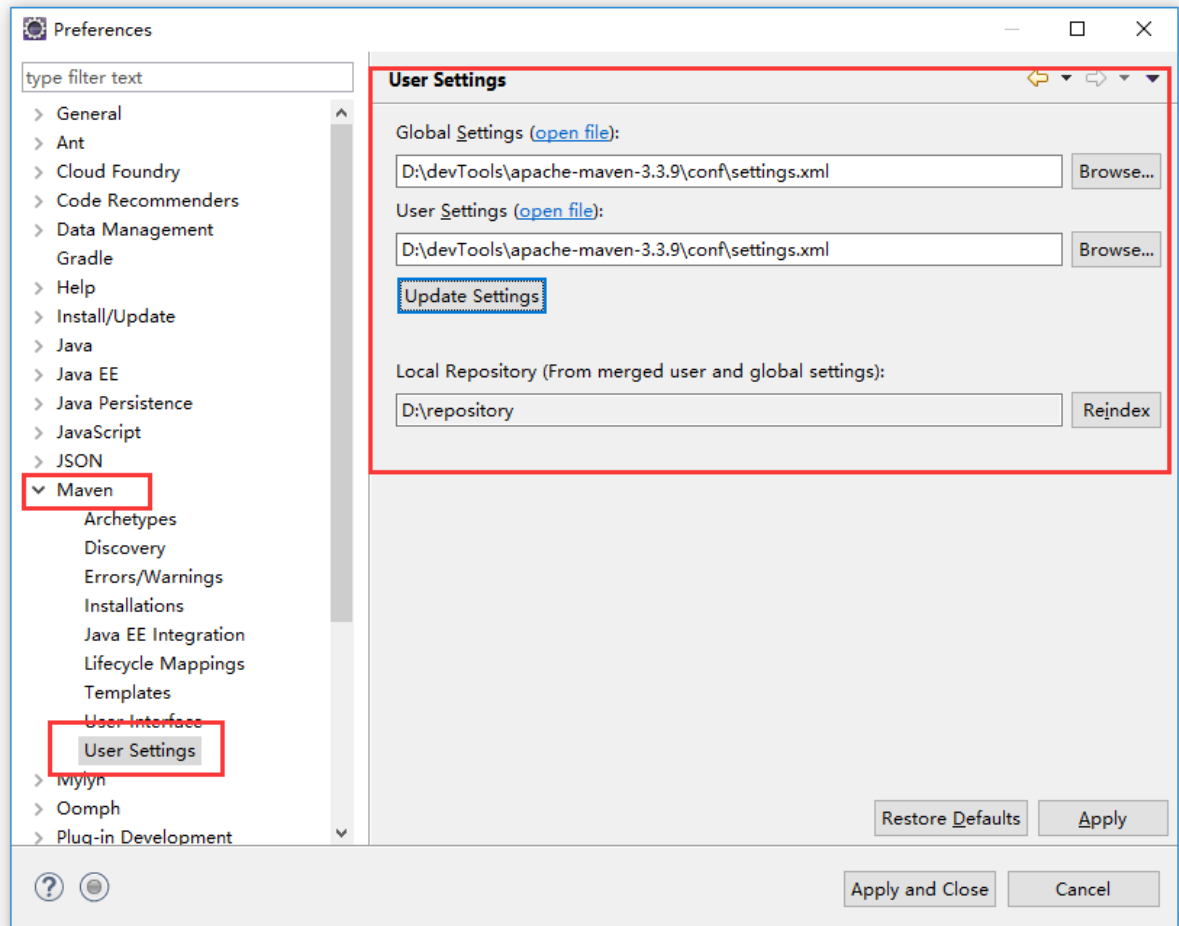 Preferences
type filter text
General
Ant
Cloud Foundry
Code Recommenders
Data Management
Gradle
Help
Install/Update
Java
Java EE
Java Persistence
JavaScript
JSON
Maven
Archetypes
Discovery
Errors/Warnings
Installations
Java EE Integration
Lifecycle Mappings
Templates
User Interface
User Settings
Mylyn
Oomph
Plug-in Development
User Settings
Global Settings (open file):
D:\devTools\apache-maven-3.3.9\conf\settings.xml Browse...
User Settings (open file):
D:\devTools\apache-maven-3.3.9\conf\settings.xml Browse...
Update Settings
Local Repository (From merged user and global settings):
D:\repository Reindex
Restore Defaults Apply
Apply and Close Cancel